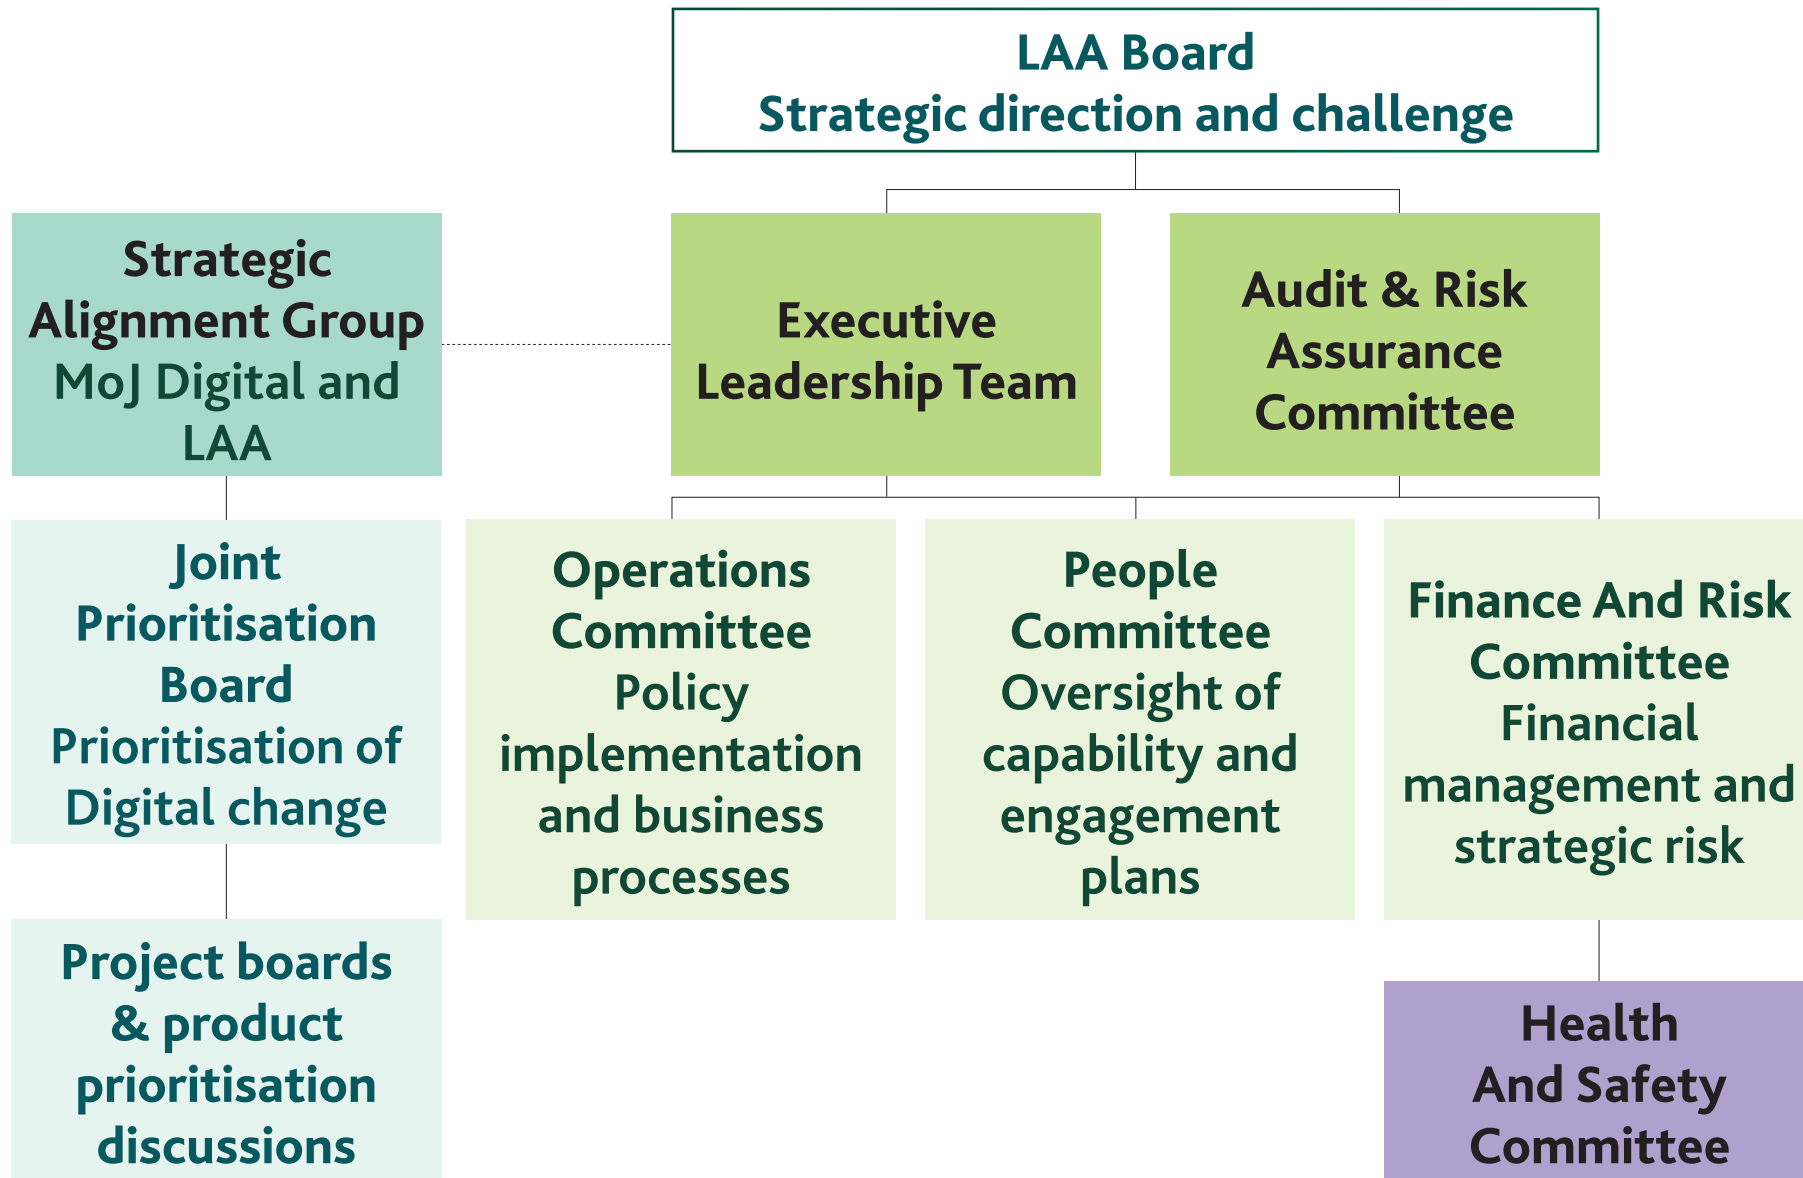 LAA Board
Strategic direction and challenge
Strategic
Alignment Group
MoJ Digital and
LAA
Executive
Leadership Team
Audit & Risk
Assurance
Committee
Joint
Prioritisation
Board
Prioritisation of
Digital change
Operations
Committee
Policy
implementation
and business
processes
People
Committee
Oversight of
capability and
engagement
plans
Finance And Risk
Committee
Financial
management and
strategic risk
Project boards
& product
prioritisation
discussions
Health
And Safety
Committee